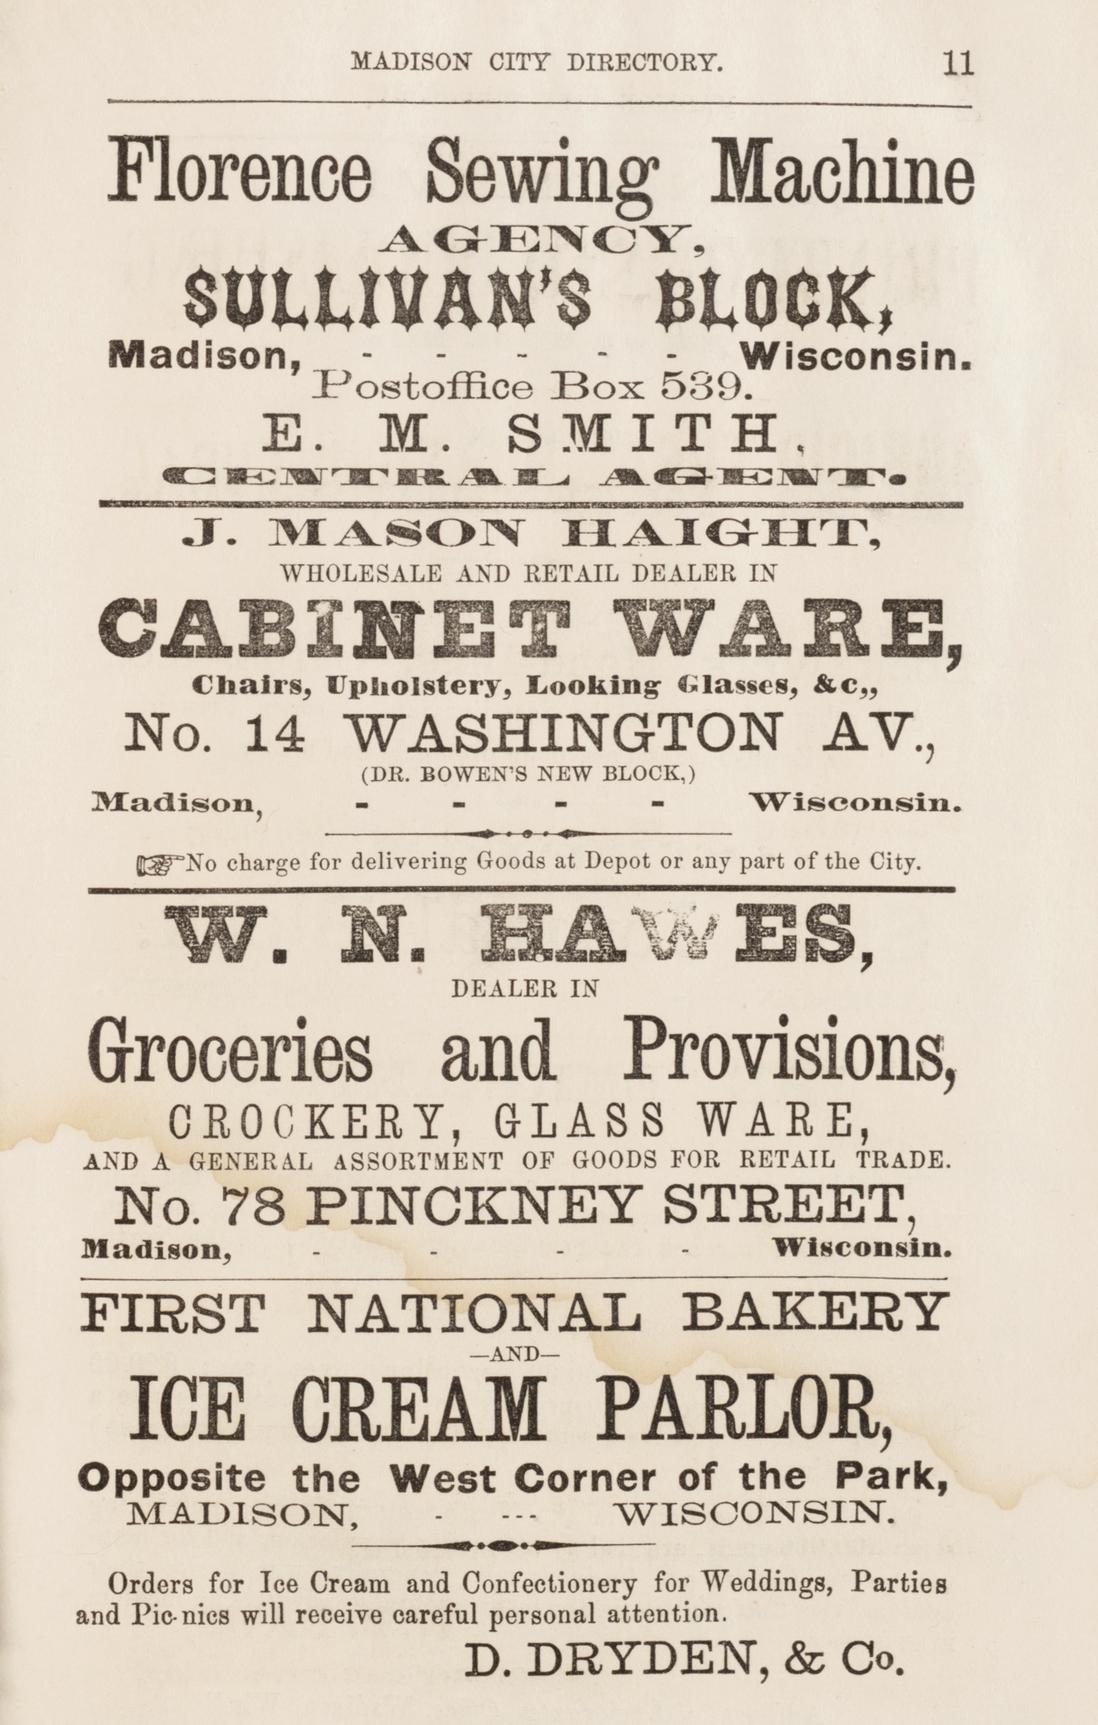 MADISON CITY DIRECTORY. 11
Florence Sewing Machine
AGENCY,
SULLIVAN'S BLOCK,
Madison, - - - - - Wisconsin.
Postoffice Box 539.
E. M. SMITH,
CENTRAL AGENT.
J. MASON HAIGHT,
WHOLESALE AND RETAIL DEALER IN
CABINET WARE,
Chairs, Upholstery, Looking Glasses, &c,,
No. 14 WASHINGTON AV.,
(DR. BOWEN'S NEW BLOCK,)
Madison, - - - - Wisconsin.
☞No charge for delivering Goods at Depot or any part of the City.
W. N. HAWES,
DEALER IN
Groceries and Provisions,
CROCKERY, GLASS WARE,
AND A GENERAL ASSORTMENT OF GOODS FOR RETAIL TRADE.
No. 78 PINCKNEY STREET,
Madison, - - - - Wisconsin.
FIRST NATIONAL BAKERY
—AND—
ICE CREAM PARLOR,
Opposite the West Corner of the Park,
MADISON, - --- WISCONSIN.
Orders for Ice Cream and Confectionery for Weddings, Parties
and Pic-nics will receive careful personal attention.
D. DRYDEN, & Co.